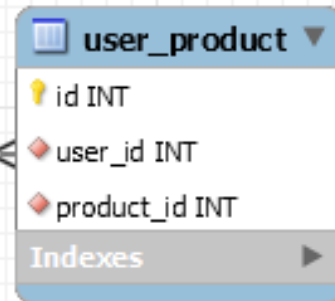 user_product
id INT
user_id INT
product_id INT
Indexes